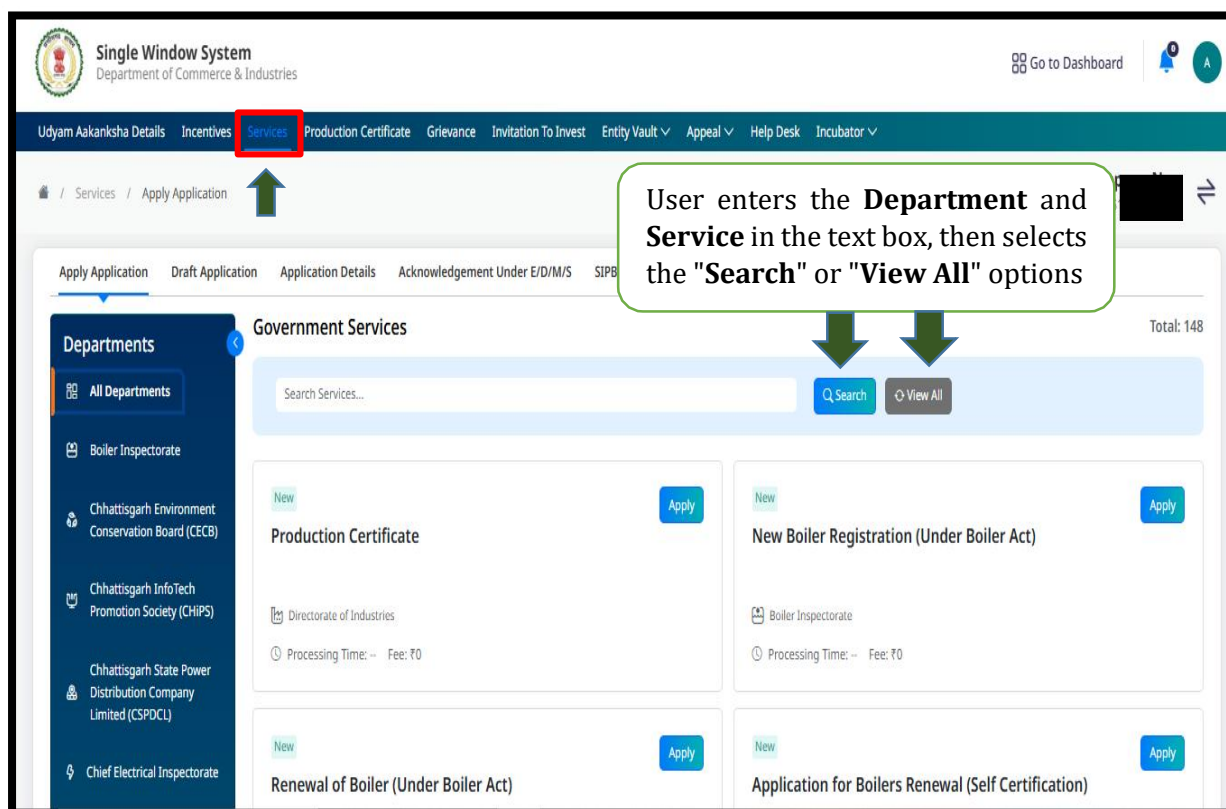 Single Window System
Department of Commerce & Industries
Go to Dashboard
0
A
Udyam Aakanksha Details Incentives Services Production Certificate Grievance Invitation To Invest Entity Vault Appeal Help Desk Incubator
/ Services / Apply Application
User enters the Department and
Service in the text box, then selects
the "Search" or "View All" options
Apply Application Draft Application Application Details Acknowledgement Under E/D/M/S SIPB
Departments
All Departments
Boiler Inspectorate
Chhattisgarh Environment
Conservation Board (CECB)
Chhattisgarh InfoTech
Promotion Society (CHiPS)
Chhattisgarh State Power
Distribution Company
Limited (CSPDCL)
Chief Electrical Inspectorate
Government Services
Total: 148
Search Services...
Search
View All
New
Apply
Production Certificate
Directorate of Industries
Processing Time: -- Fee: ₹0
New
Apply
New Boiler Registration (Under Boiler Act)
Boiler Inspectorate
Processing Time: -- Fee: ₹0
New
Apply
Renewal of Boiler (Under Boiler Act)
New
Apply
Application for Boilers Renewal (Self Certification)